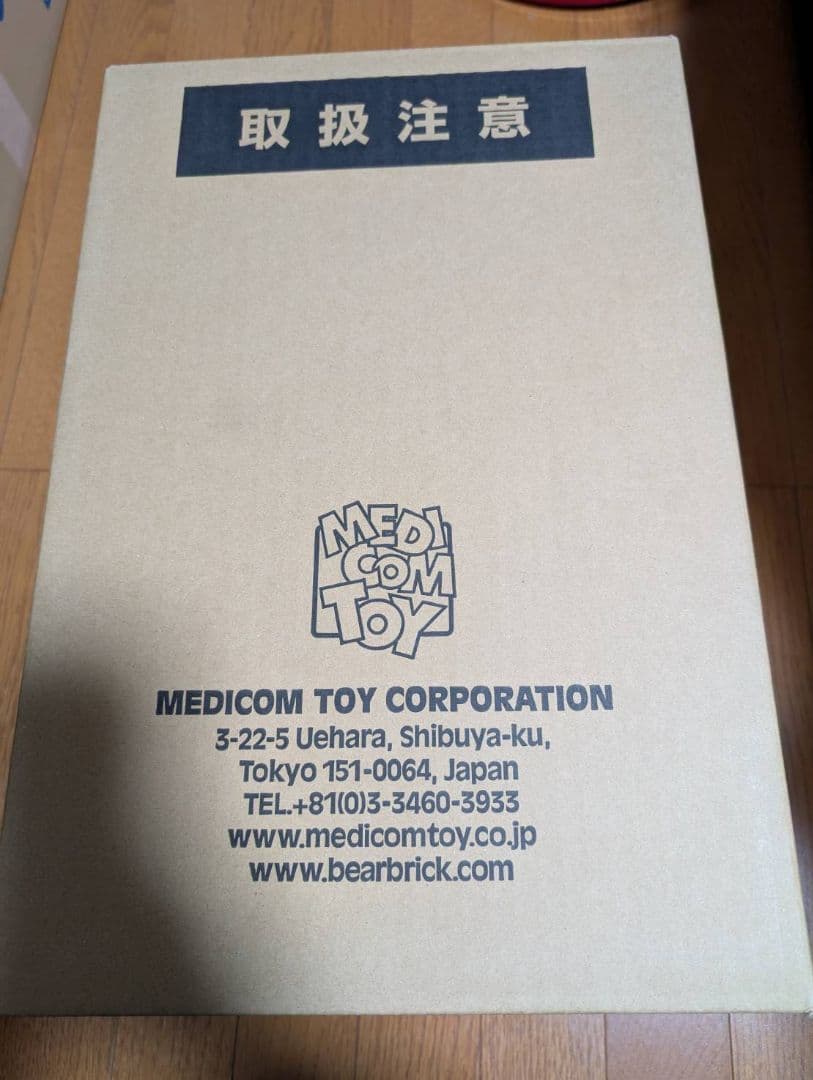 取扱注意
MEDI
COM
TOY
MEDICOM TOY CORPORATION
3-22-5 Uehara, Shibuya-ku,
Tokyo 151-0064, Japan
TEL.+81(0)3-3460-3933
www.medicomtoy.co.jp
www.bearbrick.com